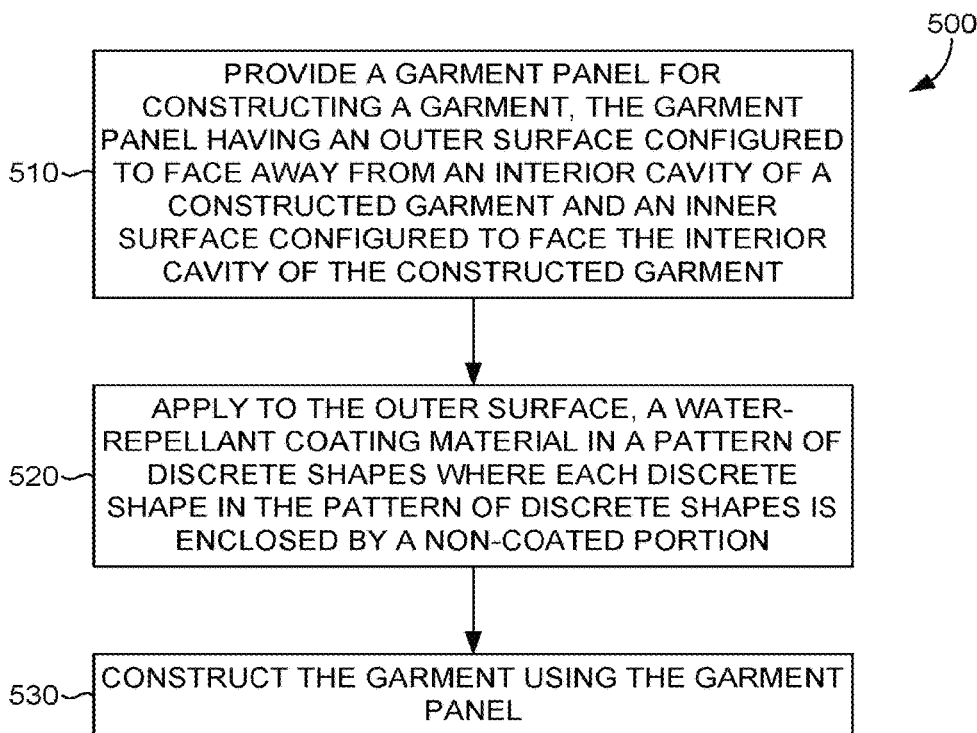 500
PROVIDE A GARMENT PANEL FOR
CONSTRUCTING A GARMENT, THE GARMENT
PANEL HAVING AN OUTER SURFACE CONFIGURED
510
TO FACE AWAY FROM AN INTERIOR CAVITY OF A
CONSTRUCTED GARMENT AND AN INNER
SURFACE CONFIGURED TO FACE THE INTERIOR
CAVITY OF THE CONSTRUCTED GARMENT
APPLY TO THE OUTER SURFACE, A WATER-
REPELLANT COATING MATERIAL IN A PATTERN OF
520
DISCRETE SHAPES WHERE EACH DISCRETE
SHAPE IN THE PATTERN OF DISCRETE SHAPES IS
ENCLOSED BY A NON-COATED PORTION
530
CONSTRUCT THE GARMENT USING THE GARMENT
PANEL